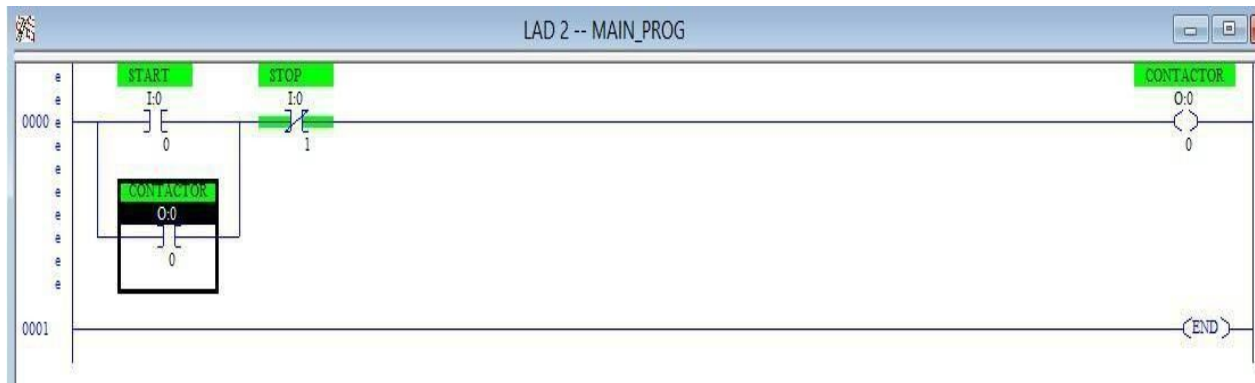 LAD 2 -- MAIN_PROG
e START STOP CONTACTOR
e I:0 I:0 O:0
0000 e
e 0 1 0
e
e CONTACTOR
e O:0
e
e 0
e
0001 END